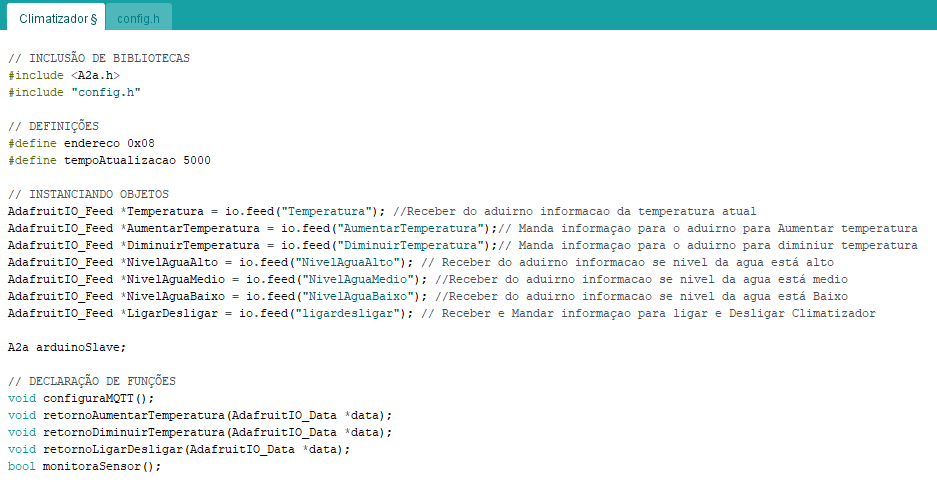 Climatizador §
config.h
// INCLUSÃO DE BIBLIOTECAS
#include <A2a.h>
#include "config.h"
// DEFINIÇÕES
#define endereco 0x08
#define tempoAtualizacao 5000
// INSTANCIANDO OBJETOS
AdafruitIO_Feed *Temperatura = io.feed("Temperatura"); //Receber do aduirno informacao da temperatura atual
AdafruitIO_Feed *AumentarTemperatura = io.feed("AumentarTemperatura");// Manda informaçao para o aduirno para Aumentar temperatura
AdafruitIO_Feed *DiminuirTemperatura = io.feed("DiminuirTemperatura");// Manda informaçao para o aduirno para diminiur temperatura
AdafruitIO_Feed *NivelAguaAlto = io.feed("NivelAguaAlto"); // Receber do aduirno informacao se nivel da agua está alto
AdafruitIO_Feed *NivelAguaMedio = io.feed("NivelAguaMedio"); //Receber do aduirno informacao se nivel da agua está medio
AdafruitIO_Feed *NivelAguaBaixo = io.feed("NivelAguaBaixo"); //Receber do aduirno informacao se nivel da agua está Baixo
AdafruitIO_Feed *LigarDesligar = io.feed("ligardesligar"); // Receber e Mandar informaçao para ligar e Desligar Climatizador
A2a arduinoSlave;
// DECLARAÇÃO DE FUNÇÕES
void configuraMQTT();
void retornoAumentarTemperatura(AdafruitIO_Data *data);
void retornoDiminuirTemperatura(AdafruitIO_Data *data);
void retornoLigarDesligar(AdafruitIO_Data *data);
bool monitoraSensor();